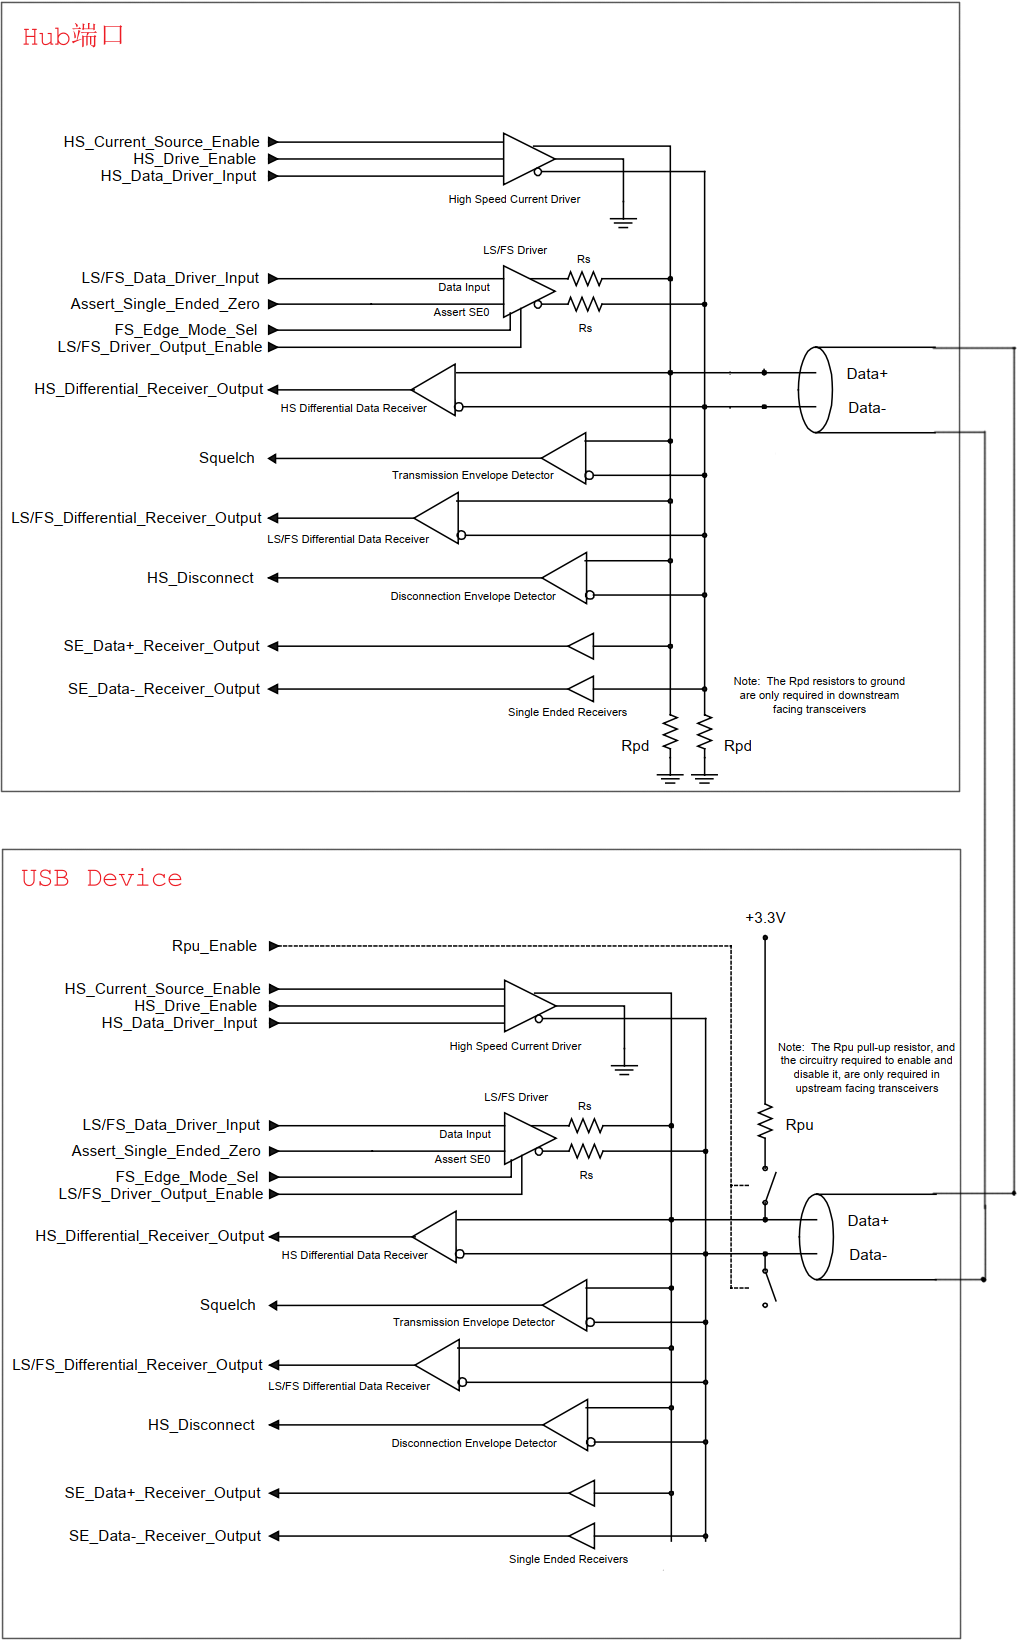 Hub端口
HS_Current_Source_Enable
HS_Drive_Enable
HS_Data_Driver_Input
High Speed Current Driver
LS/FS Driver
Rs
LS/FS_Data_Driver_Input
Data Input
Assert_Single_Ended_Zero
Assert SE0
Rs
FS_Edge_Mode_Sel
LS/FS_Driver_Output_Enable
Data+
HS_Differential_Receiver_Output
HS Differential Data Receiver
Data-
Squelch
Transmission Envelope Detector
LS/FS_Differential_Receiver_Output
LS/FS Differential Data Receiver
HS_Disconnect
Disconnection Envelope Detector
SE_Data+_Receiver_Output
SE_Data-_Receiver_Output
Single Ended Receivers
Note: The Rpd resistors to ground
are only required in downstream
facing transceivers
Rpd
Rpd
USB Device
+3.3V
Rpu_Enable
HS_Current_Source_Enable
HS_Drive_Enable
HS_Data_Driver_Input
High Speed Current Driver
Note: The Rpu pull-up resistor, and
the circuitry required to enable and
disable it, are only required in
upstream facing transceivers
LS/FS Driver
Rs
LS/FS_Data_Driver_Input
Data Input
Rpu
Assert_Single_Ended_Zero
Assert SE0
Rs
FS_Edge_Mode_Sel
LS/FS_Driver_Output_Enable
Data+
HS_Differential_Receiver_Output
HS Differential Data Receiver
Data-
Squelch
Transmission Envelope Detector
LS/FS_Differential_Receiver_Output
LS/FS Differential Data Receiver
HS_Disconnect
Disconnection Envelope Detector
SE_Data+_Receiver_Output
SE_Data-_Receiver_Output
Single Ended Receivers